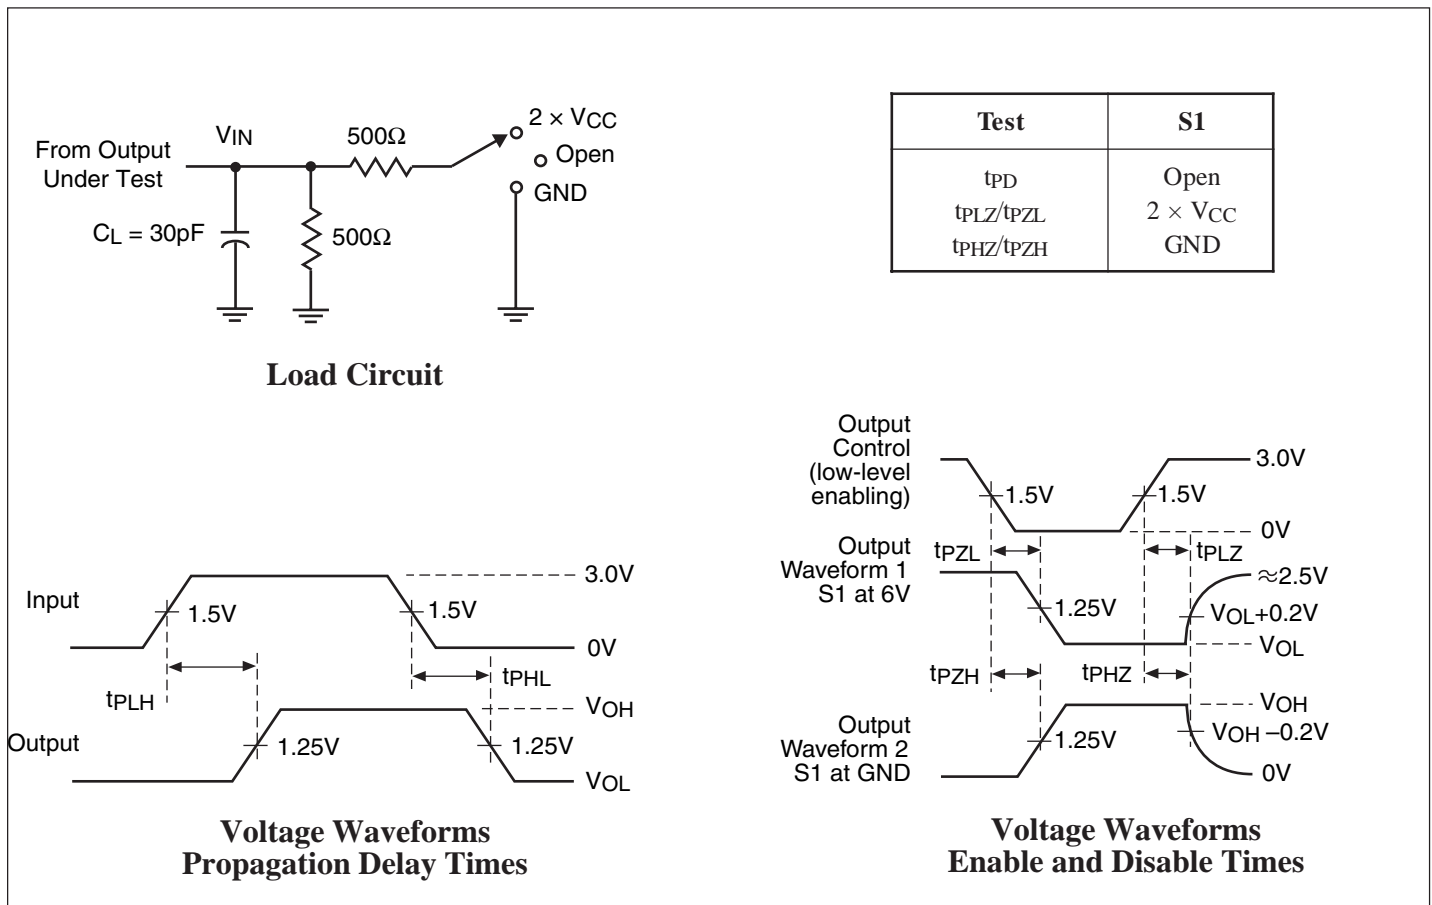 VIN
500Ω
2 × VCC
From Output
Under Test
Open
GND
CL = 30pF
500Ω
Load Circuit
Test S1
tPD Open
tPLZ/tPZL 2 × VCC
tPHZ/tPZH GND
Input
1.5V
1.5V
3.0V
0V
tPLH
tPHL
Output
1.25V
1.25V
VOH
VOL
Voltage Waveforms
Propagation Delay Times
Output
Control
(low-level
enabling)
1.5V
1.5V
3.0V
0V
tPZL
tPLZ
Output
Waveform 1
S1 at 6V
1.25V
≈2.5V
VOL+0.2V
VOL
tPZH
tPHZ
Output
Waveform 2
S1 at GND
1.25V
VOH
VOH –0.2V
0V
Voltage Waveforms
Enable and Disable Times